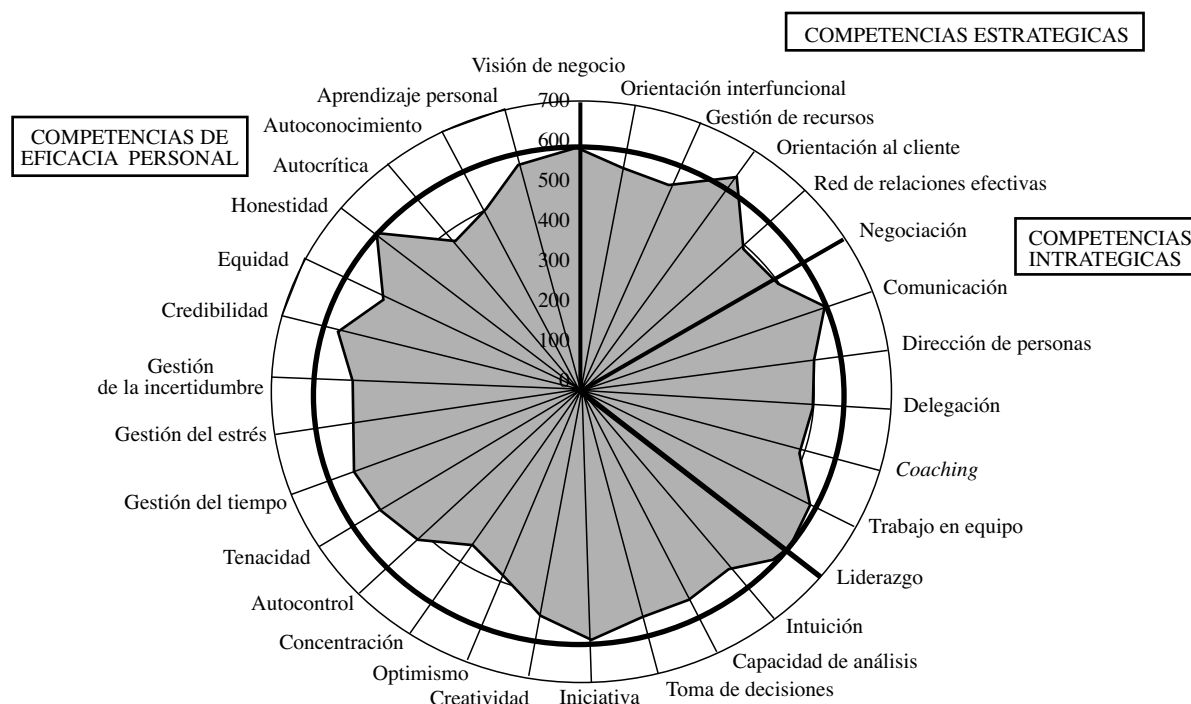 COMPETENCIAS ESTRATEGICAS
Visión de negocio
Orientación interfuncional
Gestión de recursos
Orientación al cliente
Red de relaciones efectivas
Negociación
COMPETENCIAS
INTRATEGICAS
Comunicación
Dirección de personas
Delegación
Coaching
Trabajo en equipo
Liderazgo
Intuición
Capacidad de análisis
Toma de decisiones
Iniciativa
Creatividad
Optimismo
Concentración
Autocontrol
Tenacidad
Gestión del tiempo
Gestión del estrés
Gestión
de la incertidumbre
Credibilidad
Equidad
Honestidad
Autocrítica
Autoconocimiento
Aprendizaje personal
COMPETENCIAS DE
EFICACIA PERSONAL
700
600
500
400
300
200
100
0